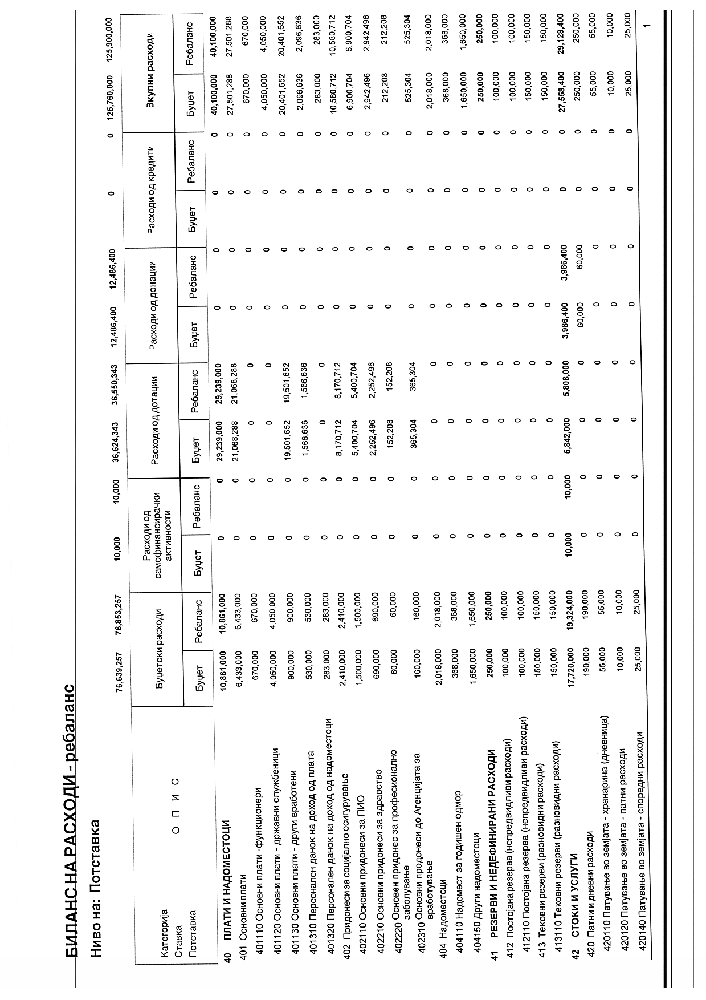 БИЛАНС НА РАСХОДИ - ребаланс
Ниво на: Потставка
76,639,257 76,853,257 10,000 10,000 36,624,343 36,550,343 12,486,400 12,486,400 0 0 125,760,000 125,900,000
Категорија
Ставка О П И С
Потставка
Буџетски расходи
Расходи од
самофинансирачки
активности
Расходи од дотации
Расходи од донации
Расходи од кредити
Вкупни расходи
Буџет Ребаланс Буџет Ребаланс Буџет Ребаланс Буџет Ребаланс Буџет Ребаланс Буџет Ребаланс
40 ПЛАТИ И НАДОМЕСТОЦИ 10,861,000 10,861,000 0 0 29,239,000 29,239,000 0 0 0 0 40,100,000 40,100,000
401 Основни плати 6,433,000 6,433,000 0 0 21,068,288 21,068,288 0 0 0 0 27,501,288 27,501,288
401110 Основни плати -функционери 670,000 670,000 0 0 0 0 0 0 0 0 670,000 670,000
401120 Основни плати - државни службеници 4,050,000 4,050,000 0 0 0 0 0 0 0 0 4,050,000 4,050,000
401130 Основни плати - други вработени 900,000 900,000 0 0 19,501,652 19,501,652 0 0 0 0 20,401,652 20,401,652
401310 Персонален данок на доход од плата 530,000 530,000 0 0 1,566,636 1,566,636 0 0 0 0 2,096,636 2,096,636
401320 Персонален данок на доход од надоместоци 283,000 283,000 0 0 0 0 0 0 0 0 283,000 283,000
402 Придонеси за социјално осигурување 2,410,000 2,410,000 0 0 8,170,712 8,170,712 0 0 0 0 10,580,712 10,580,712
402110 Основни придонеси за ПИО 1,500,000 1,500,000 0 0 5,400,704 5,400,704 0 0 0 0 6,900,704 6,900,704
402210 Основни придонеси за здравство 690,000 690,000 0 0 2,252,496 2,252,496 0 0 0 0 2,942,496 2,942,496
402220 Основен придонес за професионално 60,000 60,000 0 0 152,208 152,208 0 0 0 0 212,208 212,208
заболување
402310 Основни продонеси до Агенцијата за 160,000 160,000 0 0 365,304 365,304 0 0 0 0 525,304 525,304
вработување
404 Надоместоци 2,018,000 2,018,000 0 0 0 0 0 0 0 0 2,018,000 2,018,000
404110 Надомест за годишен одмор 368,000 368,000 0 0 0 0 0 0 0 0 368,000 368,000
404150 Други надоместоци 1,650,000 1,650,000 0 0 0 0 0 0 0 0 1,650,000 1,650,000
41 РЕЗЕРВИ И НЕДЕФИНИРАНИ РАСХОДИ 250,000 250,000 0 0 0 0 0 0 0 0 250,000 250,000
412 Постојана резерва (непредвидливи расходи) 100,000 100,000 0 0 0 0 0 0 0 0 100,000 100,000
412110 Постојана резерва (непредвидливи расходи) 100,000 100,000 0 0 0 0 0 0 0 0 100,000 100,000
413 Тековни резерви (разновидни расходи) 150,000 150,000 0 0 0 0 0 0 0 0 150,000 150,000
413110 Тековни резерви (разновидни расходи) 150,000 150,000 0 0 0 0 0 0 0 0 150,000 150,000
42 СТОКИ И УСЛУГИ 17,720,000 19,324,000 10,000 10,000 5,842,000 5,808,000 3,986,400 3,986,400 0 0 27,558,400 29,128,400
420 Патни и дневни расходи 190,000 190,000 0 0 0 0 60,000 60,000 0 0 250,000 250,000
420110 Патување во земјата - хранарина (дневница) 55,000 55,000 0 0 0 0 0 0 0 0 55,000 55,000
420120 Патување во земјата - патни расходи 10,000 10,000 0 0 0 0 0 0 0 0 10,000 10,000
420140 Патување во земјата - споредни расходи 25,000 25,000 0 0 0 0 0 0 0 0 25,000 25,000
1